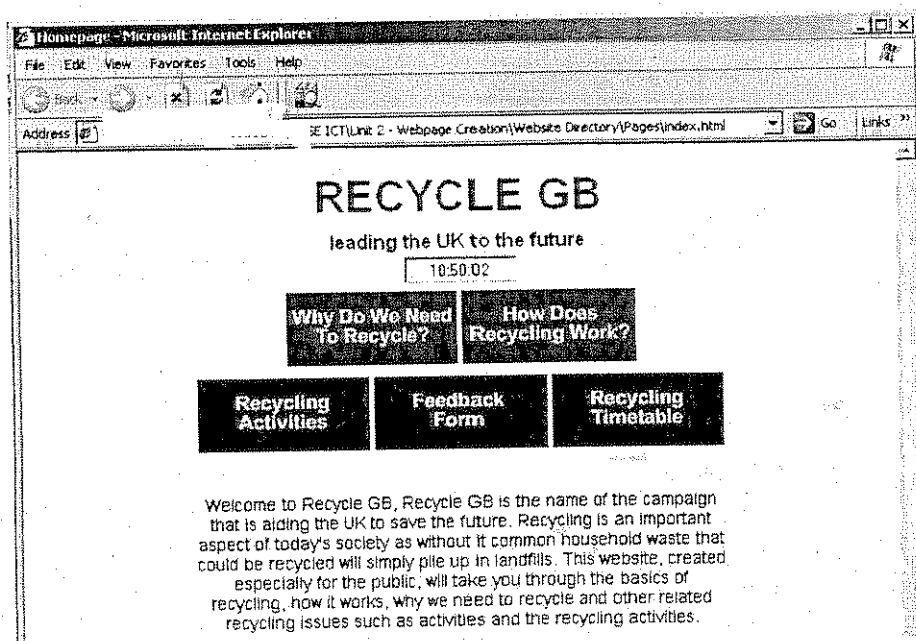 Homepage - Microsoft Internet Explorer
File Edit View Favorites Tools Help
Back
Address SE ICT\Unit 2 - Webpage Creation\Website Directory\Pages\index.html Go Links »
RECYCLE GB
leading the UK to the future
10:50:02
Why Do We Need
To Recycle?
How Does
Recycling Work?
Recycling
Activities
Feedback
Form
Recycling
Timetable
Welcome to Recycle GB, Recycle GB is the name of the campaign
that is aiding the UK to save the future. Recycling is an important
aspect of today's society as without it common household waste that
could be recycled will simply pile up in landfills. This website, created
especially for the public, will take you through the basics of
recycling, how it works, why we need to recycle and other related
recycling issues such as activities and the recycling activities.